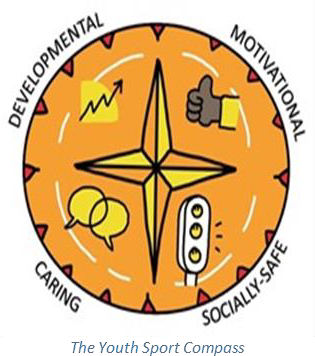 DEVELOPMENTAL
MOTIVATIONAL
CARING
SOCIALLY-SAFE
The Youth Sport Compass